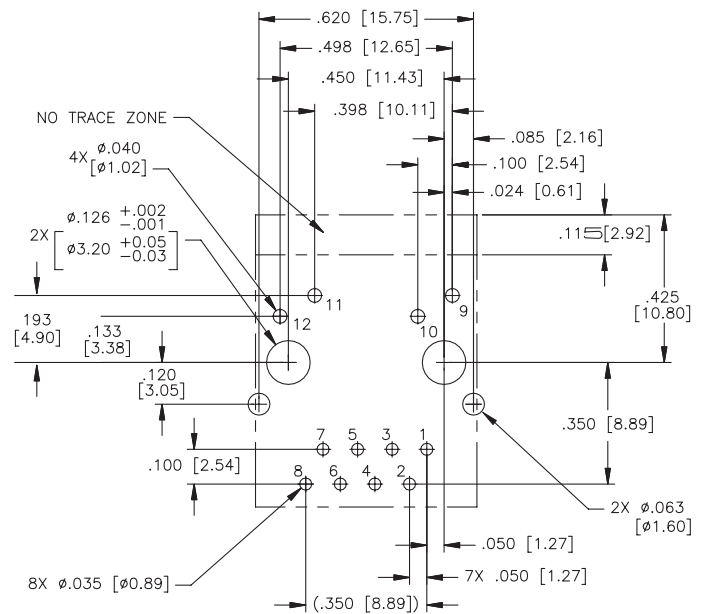 .620 [15.75]
.498 [12.65]
.450 [11.43]
.398 [10.11]
NO TRACE ZONE
.085 [2.16]
4X ø.040
[ø1.02]
.100 [2.54]
.024 [0.61]
2X ø.126 +.002
-.001
[ø3.20 +0.05
-0.03]
.115[2.92]
11
9
.425
[10.80]
12
10
.193
[4.90]
.133
[3.38]
.120
[3.05]
.350 [8.89]
7 5 3 1
.100 [2.54]
8 6 4 2
2X ø.063
[ø1.60]
.050 [1.27]
8X ø.035 [ø0.89]
7X .050 [1.27]
(.350 [8.89])